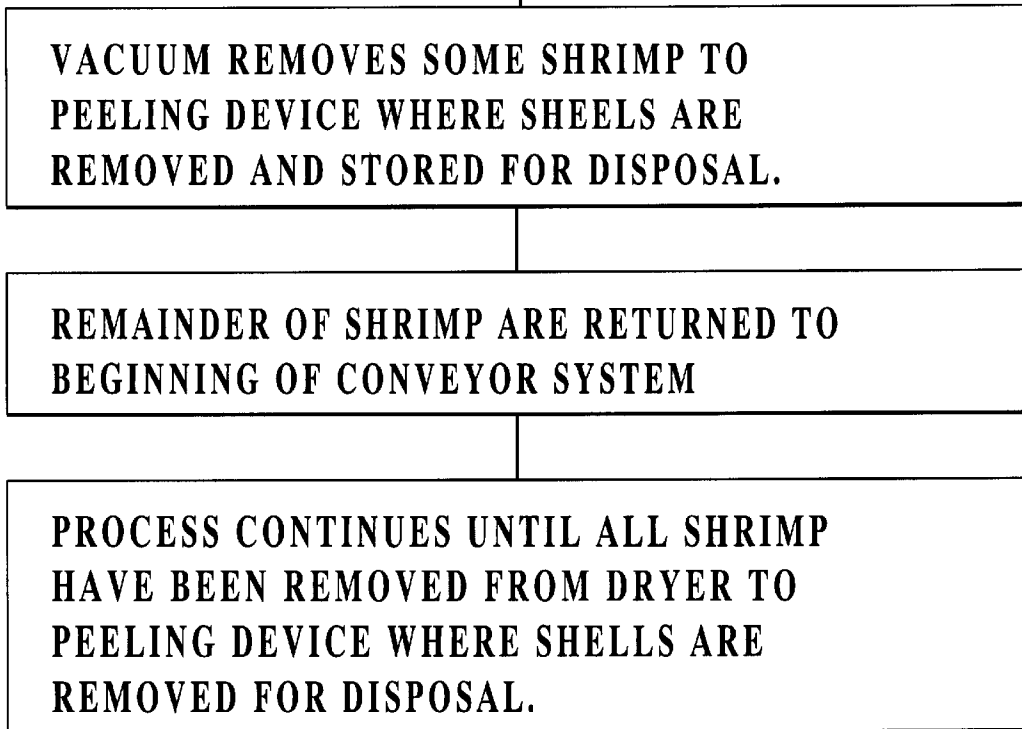 VACUUM REMOVES SOME SHRIMP TO
PEELING DEVICE WHERE SHEELS ARE
REMOVED AND STORED FOR DISPOSAL.
REMAINDER OF SHRIMP ARE RETURNED TO
BEGINNING OF CONVEYOR SYSTEM
PROCESS CONTINUES UNTIL ALL SHRIMP
HAVE BEEN REMOVED FROM DRYER TO
PEELING DEVICE WHERE SHELLS ARE
REMOVED FOR DISPOSAL.